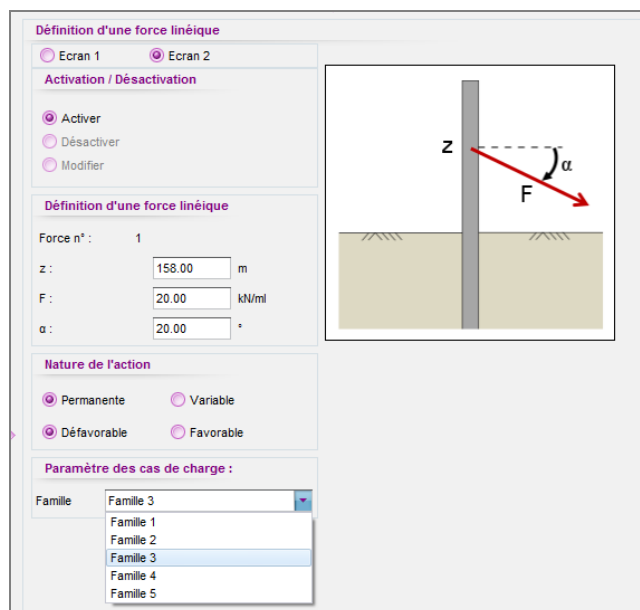 Définition d'une force linéique
Ecran 1 Ecran 2
Activation / Désactivation
Activer
Désactiver
Modifier
Définition d'une force linéique
Force n° : 1
z : 158.00 m
F : 20.00 kN/ml
α : 20.00 °
Nature de l'action
Permanente Variable
Défavorable Favorable
Paramètre des cas de charge :
Famille Famille 3
Famille 1
Famille 2
Famille 3
Famille 4
Famille 5
z
α
F